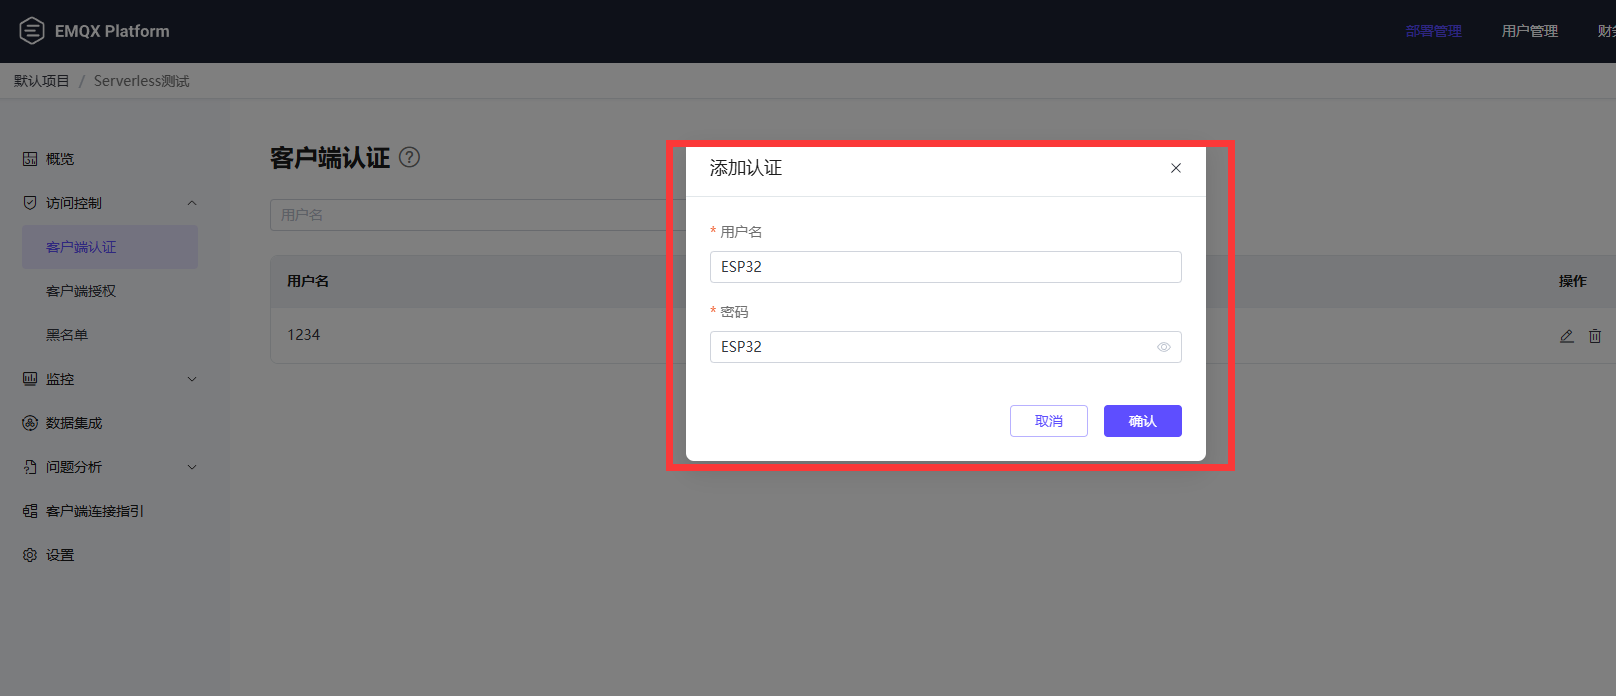 EMQX Platform
部署管理
用户管理
财务
默认项目 / Serverless测试
概览
访问控制
客户端认证
客户端授权
黑名单
监控
数据集成
问题分析
客户端连接指引
设置
客户端认证 ?
用户名
用户名
操作
1234
添加认证
* 用户名
ESP32
* 密码
ESP32
取消
确认